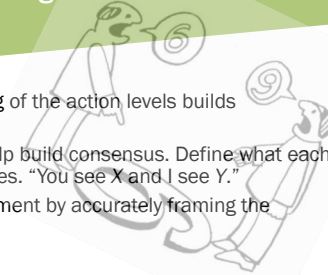 6
9
g of the action levels builds
lp build consensus. Define what each
es. “You see X and I see Y.”
ment by accurately framing the